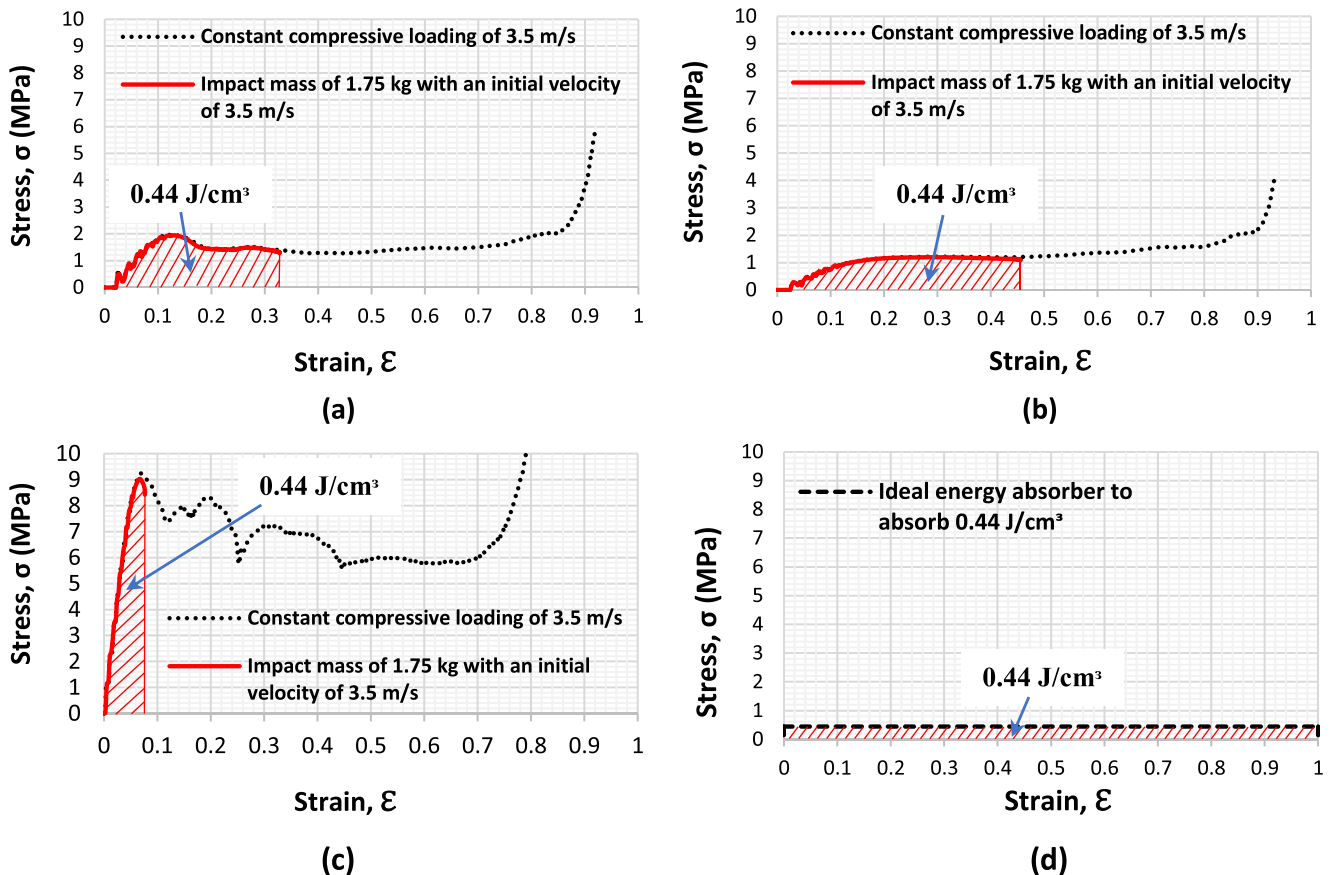 10
9
8
7
6
5
4
3
2
1
0
Stress, σ (MPa)
Constant compressive loading of 3.5 m/s
Impact mass of 1.75 kg with an initial velocity
of 3.5 m/s
0.44 J/cm³
0 0.1 0.2 0.3 0.4 0.5 0.6 0.7 0.8 0.9 1
Strain, Ɛ
(a)
10
9
8
7
6
5
4
3
2
1
0
Stress, σ (MPa)
Constant compressive loading of 3.5 m/s
Impact mass of 1.75 kg with an initial velocity
of 3.5 m/s
0.44 J/cm³
0 0.1 0.2 0.3 0.4 0.5 0.6 0.7 0.8 0.9 1
Strain, Ɛ
(b)
10
9
8
7
6
5
4
3
2
1
0
Stress, σ (MPa)
0.44 J/cm³
Constant compressive loading of 3.5 m/s
Impact mass of 1.75 kg with an initial
velocity of 3.5 m/s
0 0.1 0.2 0.3 0.4 0.5 0.6 0.7 0.8 0.9 1
Strain, Ɛ
(c)
10
9
8
7
6
5
4
3
2
1
0
Stress, σ (MPa)
Ideal energy absorber to
absorb 0.44 J/cm³
0.44 J/cm³
0 0.1 0.2 0.3 0.4 0.5 0.6 0.7 0.8 0.9 1
Strain, Ɛ
(d)